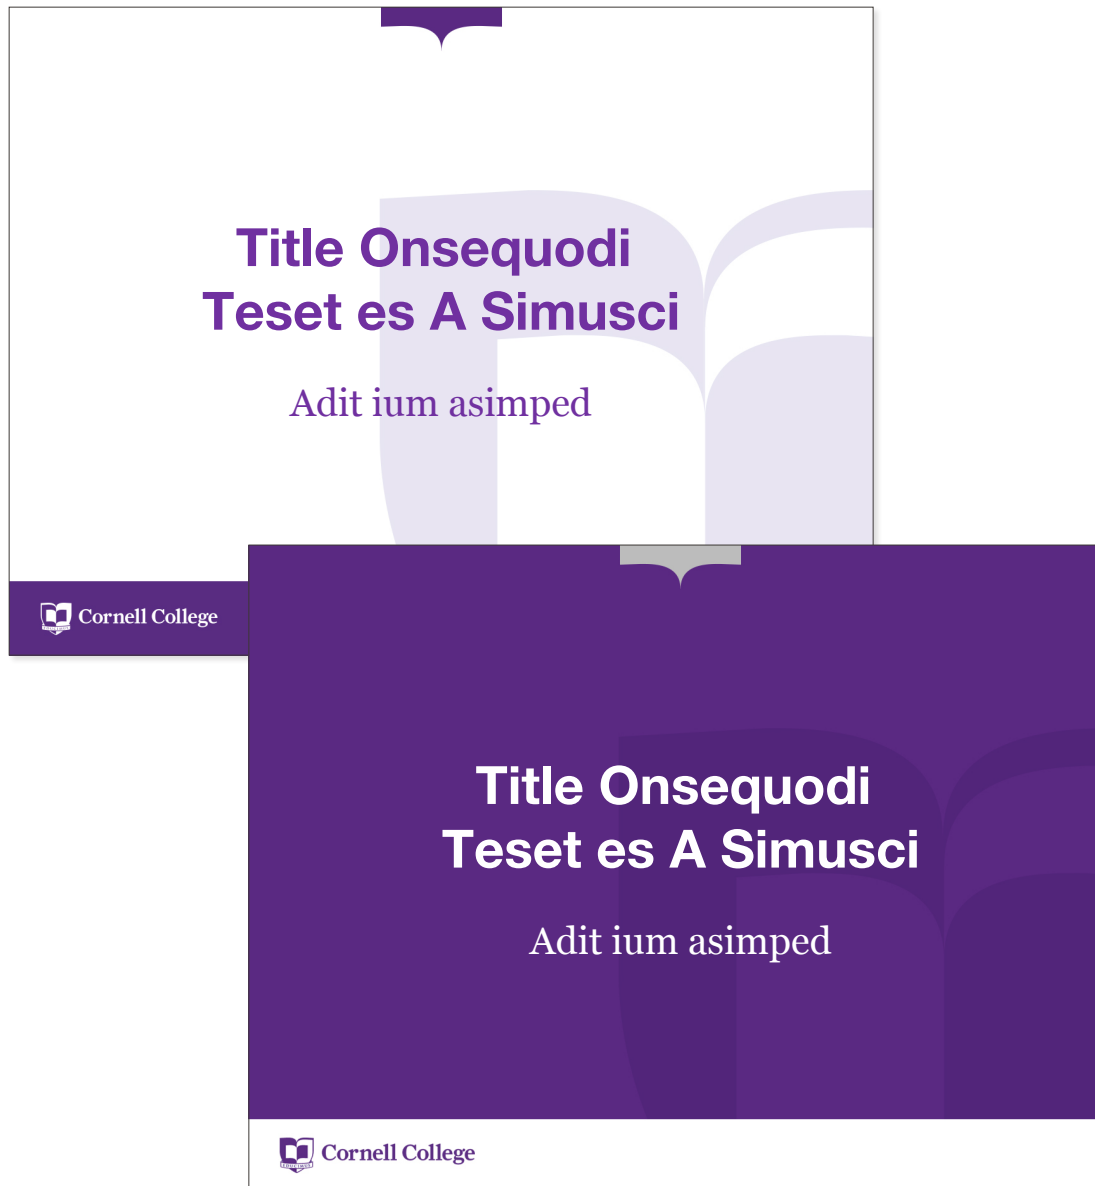 Title Onsequodi
Teset es A Simusci
Adit ium asimped
Cornell College
Title Onsequodi
Teset es A Simusci
Adit ium asimped
Cornell College